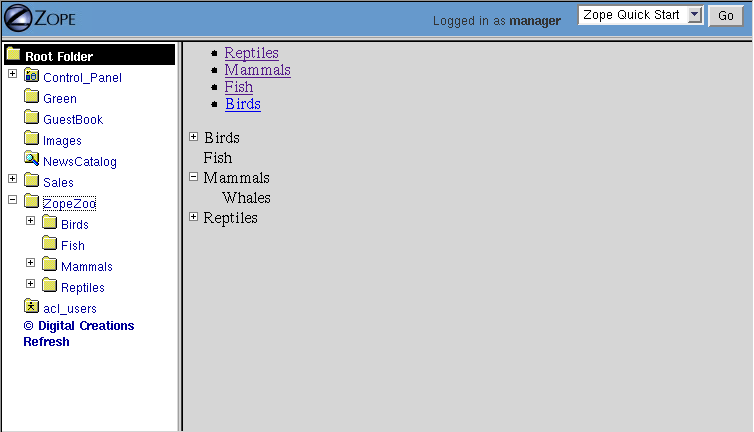 ZOPE
Logged in as manager
Zope Quick Start
Go
Root Folder
Control_Panel
Green
GuestBook
Images
NewsCatalog
Sales
ZopeZoo
Birds
Fish
Mammals
Reptiles
acl_users
© Digital Creations
Refresh
Reptiles
Mammals
Fish
Birds
Birds
Fish
Mammals
Whales
Reptiles